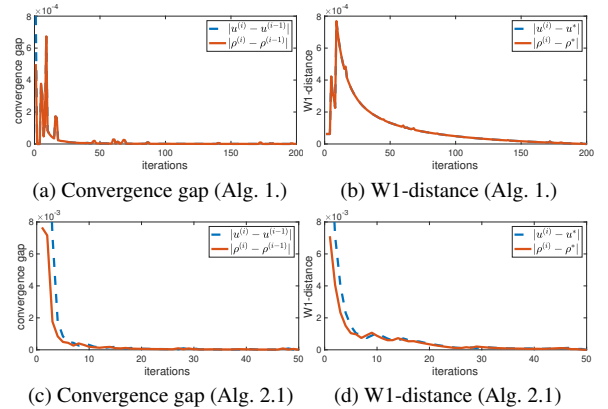 8 ×10⁻⁴
6
4
2
0
0 50 100 150 200
convergence gap
iterations
|u⁽ⁱ⁾ − u⁽ⁱ⁻¹⁾|
|ρ⁽ⁱ⁾ − ρ⁽ⁱ⁻¹⁾|
(a) Convergence gap (Alg. 1.)
8 ×10⁻⁴
6
4
2
0
0 50 100 150 200
W1-distance
iterations
|u⁽ⁱ⁾ − u*|
|ρ⁽ⁱ⁾ − ρ*|
(b) W1-distance (Alg. 1.)
8 ×10⁻³
6
4
2
0
0 10 20 30 40 50
convergence gap
iterations
|u⁽ⁱ⁾ − u⁽ⁱ⁻¹⁾|
|ρ⁽ⁱ⁾ − ρ⁽ⁱ⁻¹⁾|
(c) Convergence gap (Alg. 2.1)
8 ×10⁻³
6
4
2
0
0 10 20 30 40 50
W1-distance
iterations
|u⁽ⁱ⁾ − u*|
|ρ⁽ⁱ⁾ − ρ*|
(d) W1-distance (Alg. 2.1)